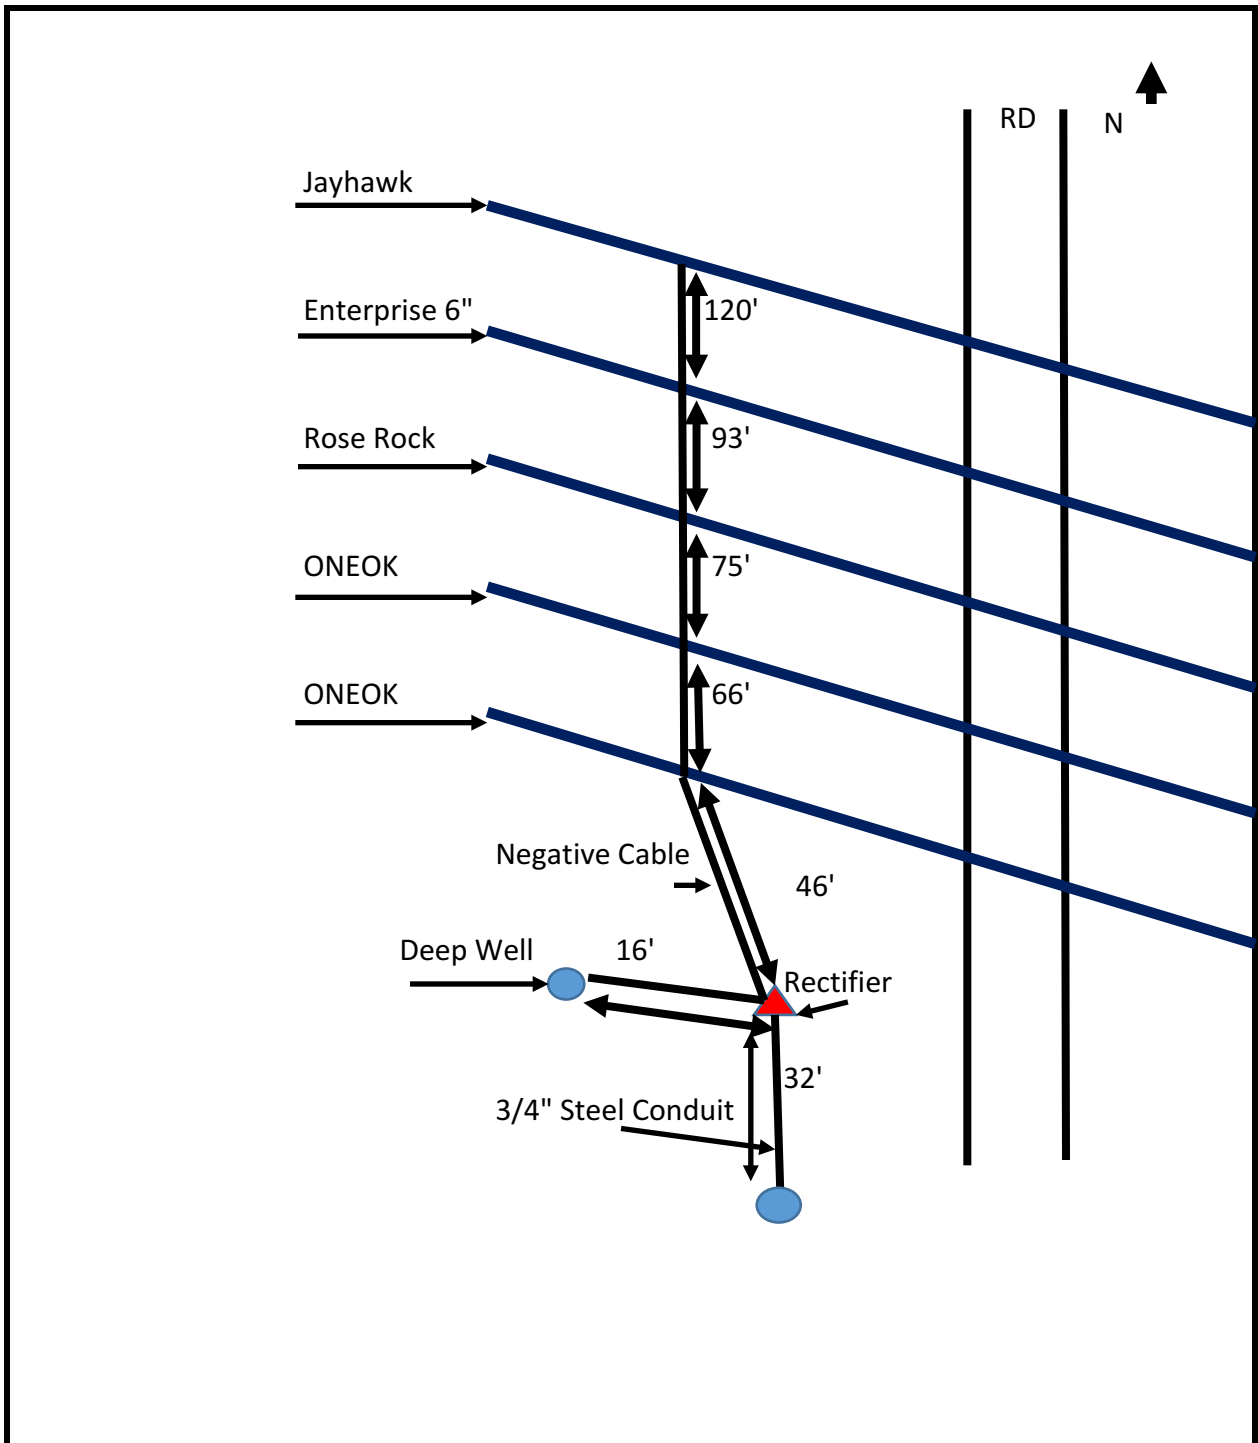 RD
N
Jayhawk
120'
Enterprise 6"
93'
Rose Rock
75'
ONEOK
66'
ONEOK
Negative Cable
46'
Deep Well
16'
Rectifier
32'
3/4" Steel Conduit